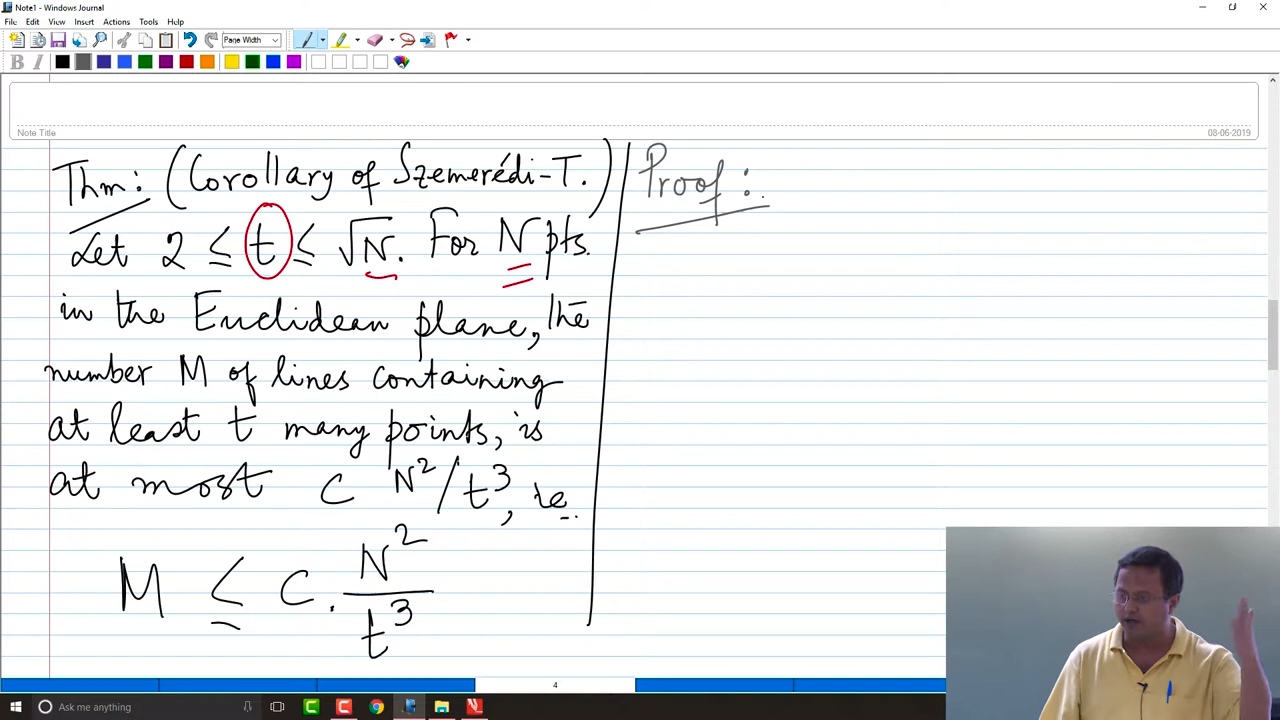 Note1 - Windows Journal
File Edit View Insert Actions Tools Help
Page Width
B I
Note Title
08-06-2019
Thm: (Corollary of Szemerédi-T.)
Let 2 ≤ t ≤ √N. For N pts.
in the Euclidean plane, the
number M of lines containing
at least t many points, is
at most C N²/t³, ie.
M ≤ C. N²/t³
Proof:
4
Ask me anything